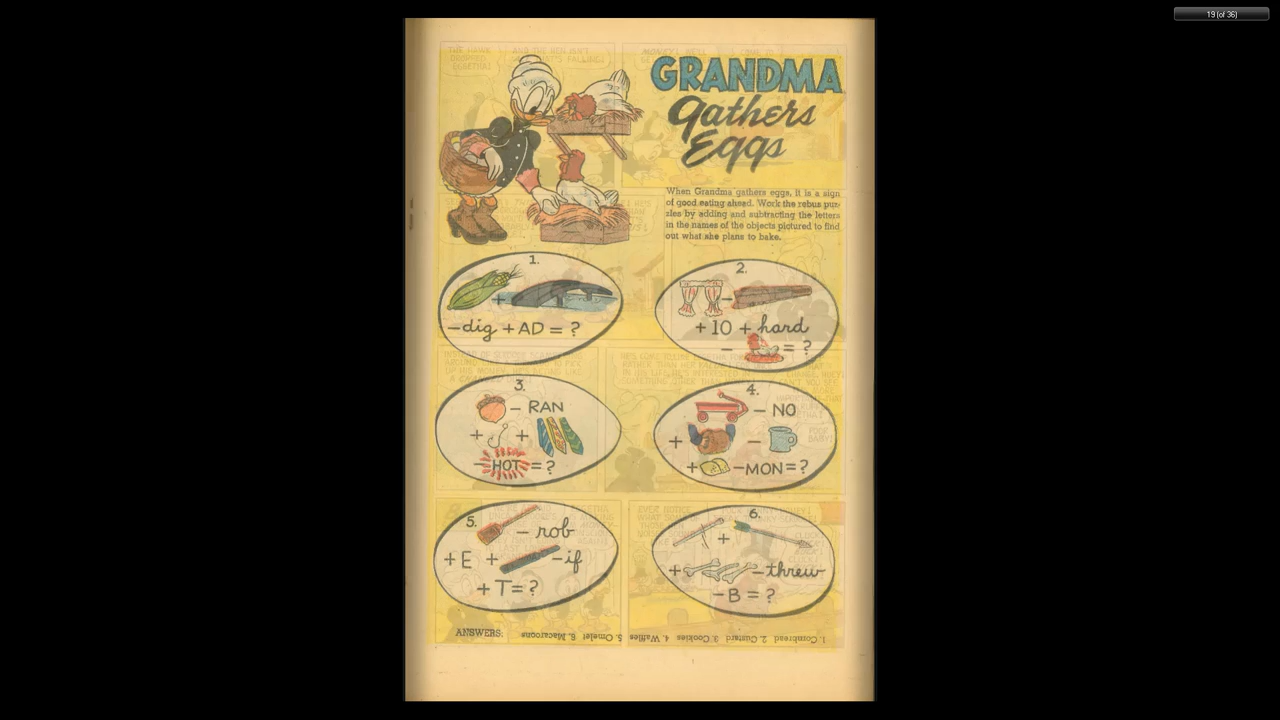 19 (of 36)
GRANDMA
Gathers
Eggs
When Grandma gathers eggs, it is a sign
of good eating ahead. Work the rebus puz-
zles by adding and subtracting the letters
in the names of the objects pictured to find
out what she plans to bake.
1.
+
-dig +AD = ?
2.
-
+10 + hard
- = ?
3.
- RAN
+ +
-HOT = ?
4.
- NO
+ -
+ -MON = ?
5.
- rob
+E + -if
+T= ?
6.
+
+ -threw
-B = ?
ANSWERS:
1. Cornbread 2. Custard 3. Cookies 4. Waffles 5. Omelet 6. Macaroons